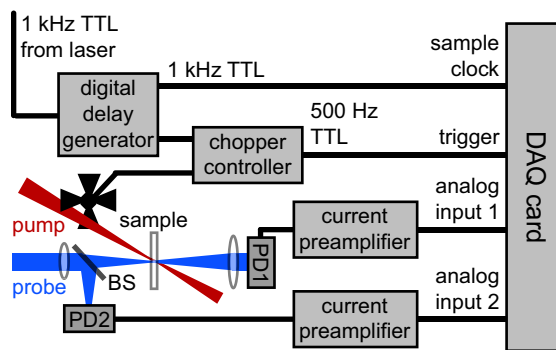 1 kHz TTL
from laser
digital
delay
generator
1 kHz TTL
sample
clock
500 Hz
TTL
chopper
controller
trigger
DAQ card
pump
sample
probe
BS
PD1
PD2
current
preamplifier
analog
input 1
current
preamplifier
analog
input 2